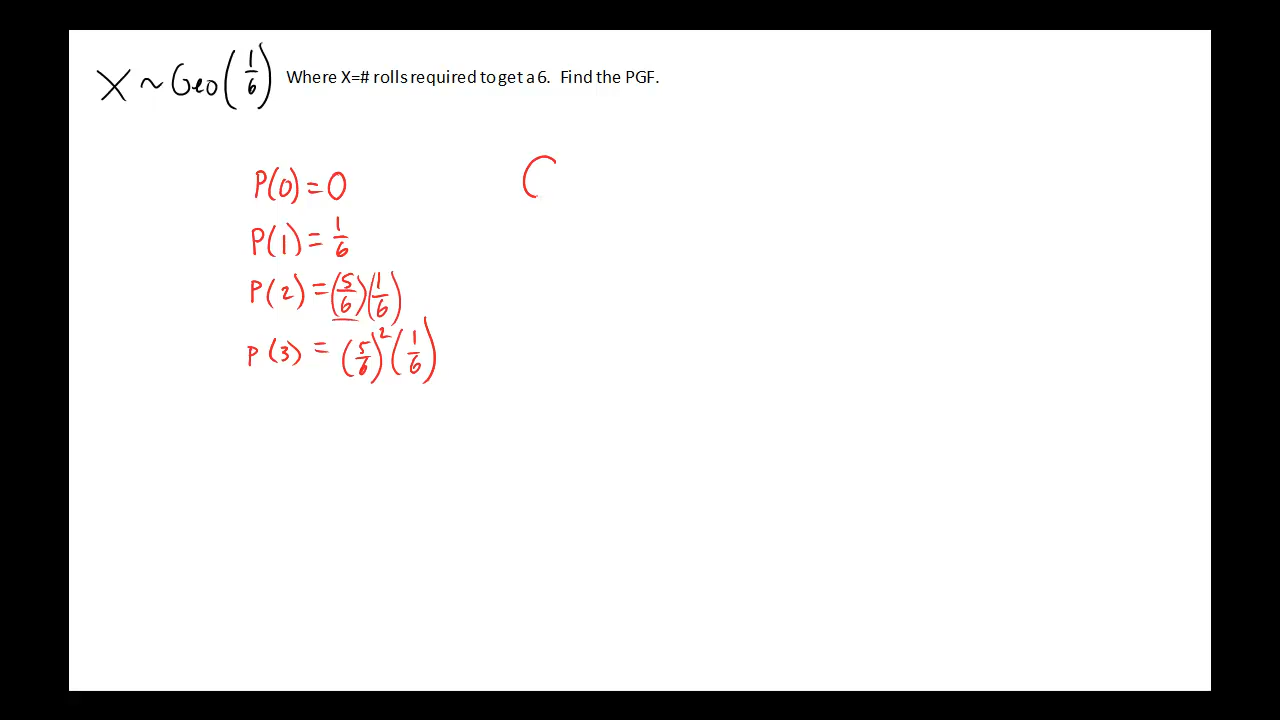 X ~ Geo(1/6) Where X=# rolls required to get a 6. Find the PGF.
P(0) = 0
P(1) = 1/6
P(2) = (5/6)(1/6)
P(3) = (5/6)²(1/6)